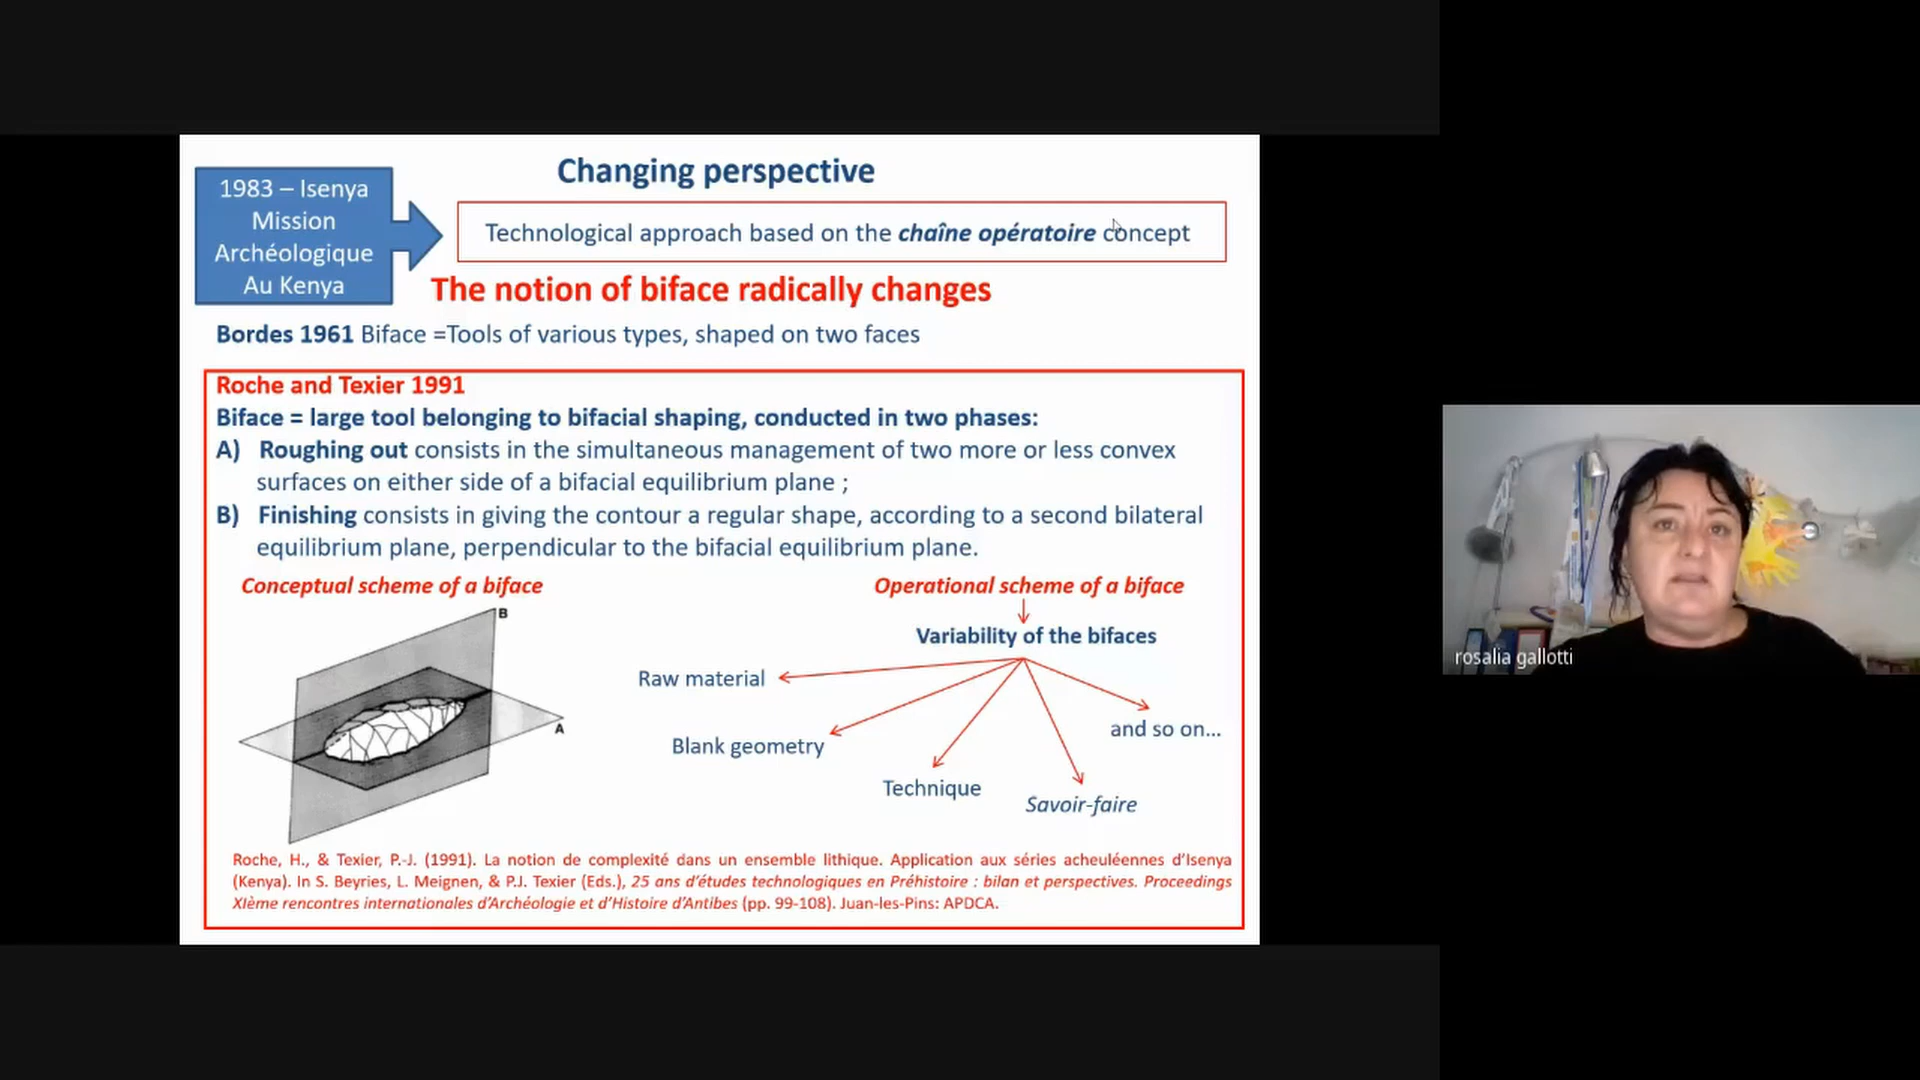 Changing perspective
1983 – Isenya
Mission
Archéologique
Au Kenya
Technological approach based on the chaîne opératoire concept
The notion of biface radically changes
Bordes 1961 Biface =Tools of various types, shaped on two faces
Roche and Texier 1991
Biface = large tool belonging to bifacial shaping, conducted in two phases:
A) Roughing out consists in the simultaneous management of two more or less convex
surfaces on either side of a bifacial equilibrium plane ;
B) Finishing consists in giving the contour a regular shape, according to a second bilateral
equilibrium plane, perpendicular to the bifacial equilibrium plane.
Conceptual scheme of a biface
B
A
Operational scheme of a biface
Variability of the bifaces
Raw material
Blank geometry
Technique
Savoir-faire
and so on...
Roche, H., & Texier, P.-J. (1991). La notion de complexité dans un ensemble lithique. Application aux séries acheuléennes d'Isenya
(Kenya). In S. Beyries, L. Meignen, & P.J. Texier (Eds.), 25 ans d'études technologiques en Préhistoire : bilan et perspectives. Proceedings
XIème rencontres internationales d'Archéologie et d'Histoire d'Antibes (pp. 99-108). Juan-les-Pins: APDCA.
rosalia gallotti